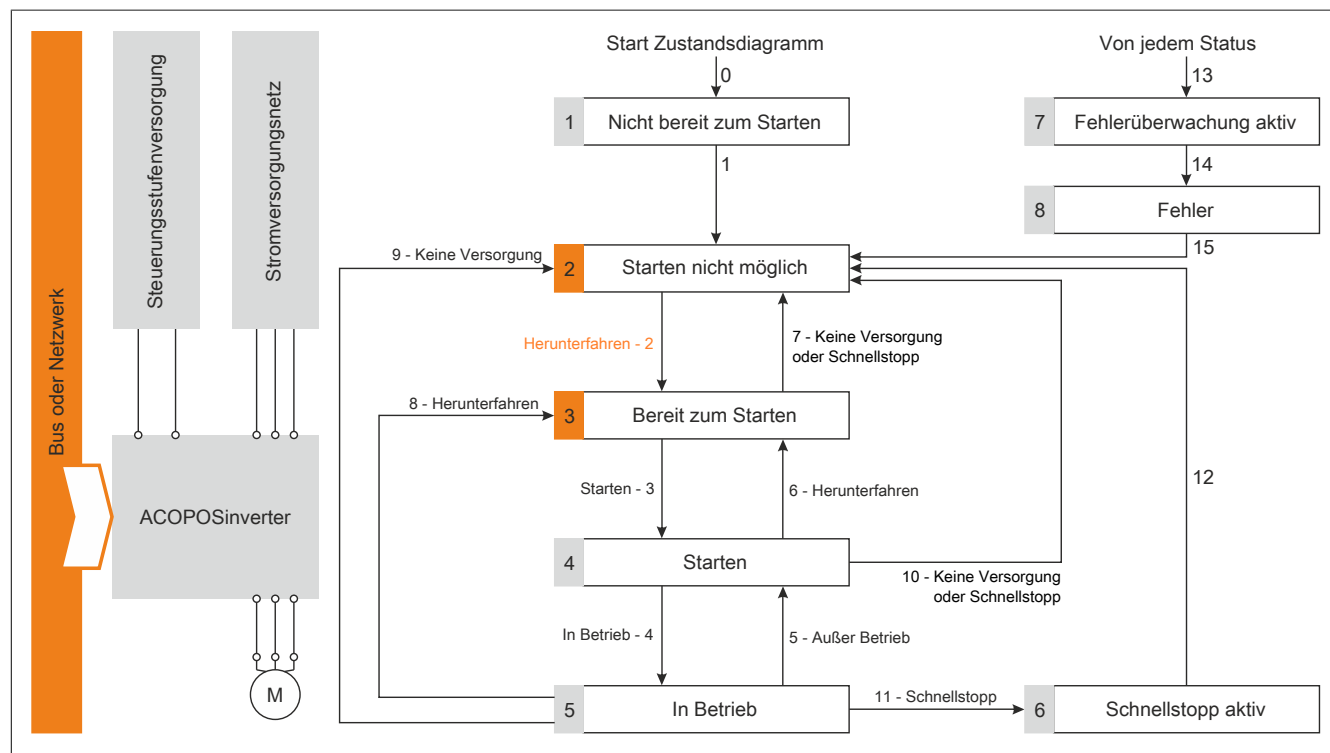 Bus oder Netzwerk
Steuerungsstufenversorgung
Stromversorgungsnetz
ACOPOSinverter
M
Start Zustandsdiagramm
0
1
Nicht bereit zum Starten
1
Von jedem Status
13
7
Fehlerüberwachung aktiv
14
8
Fehler
15
9 - Keine Versorgung
2
Starten nicht möglich
Herunterfahren - 2
7 - Keine Versorgung
oder Schnellstopp
8 - Herunterfahren
3
Bereit zum Starten
Starten - 3
6 - Herunterfahren
12
4
Starten
10 - Keine Versorgung
oder Schnellstopp
In Betrieb - 4
5 - Außer Betrieb
5
In Betrieb
11 - Schnellstopp
6
Schnellstopp aktiv